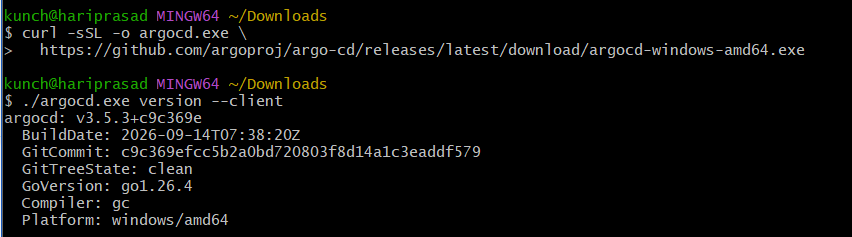 kunch@hariprasad MINGW64 ~/Downloads
$ curl -sSL -o argocd.exe \
>   https://github.com/argoproj/argo-cd/releases/latest/download/argocd-windows-amd64.exe
kunch@hariprasad MINGW64 ~/Downloads
$ ./argocd.exe version --client
argocd: v3.5.3+c9c369e
  BuildDate: 2026-09-14T07:38:20Z
  GitCommit: c9c369efcc5b2a0bd720803f8d14a1c3eaddf579
  GitTreeState: clean
  GoVersion: go1.26.4
  Compiler: gc
  Platform: windows/amd64